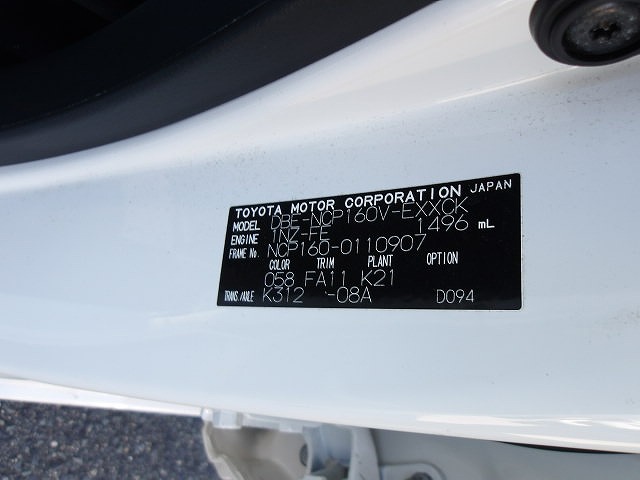 TOYOTA MOTOR CORPORATION JAPAN
MODEL DBE-NCP160V-EXXCK
ENGINE 1NZ-FE 1496 mL
FRAME No. NCP160-0110907
COLOR TRIM PLANT OPTION
058 FA11 K21
TRANS./AXLE K312 -08A D094